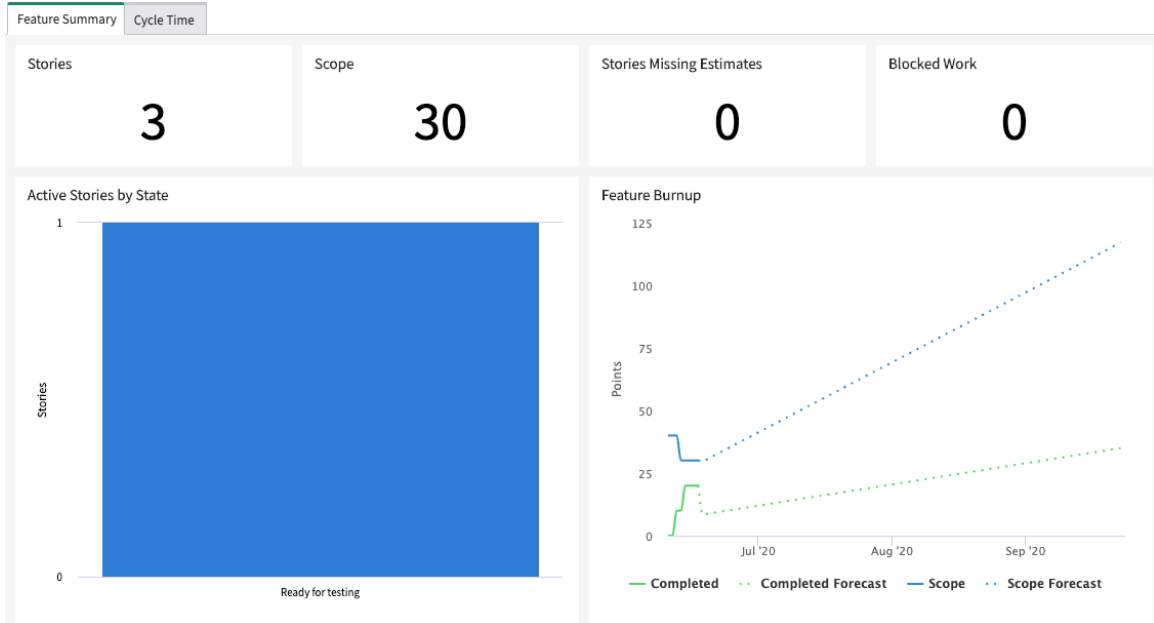 Feature Summary
Cycle Time
Stories
3
Scope
30
Stories Missing Estimates
0
Blocked Work
0
Active Stories by State
1
Stories
0
Ready for testing
Feature Burnup
125
100
75
50
25
0
Points
Jul '20
Aug '20
Sep '20
Completed
Completed Forecast
Scope
Scope Forecast